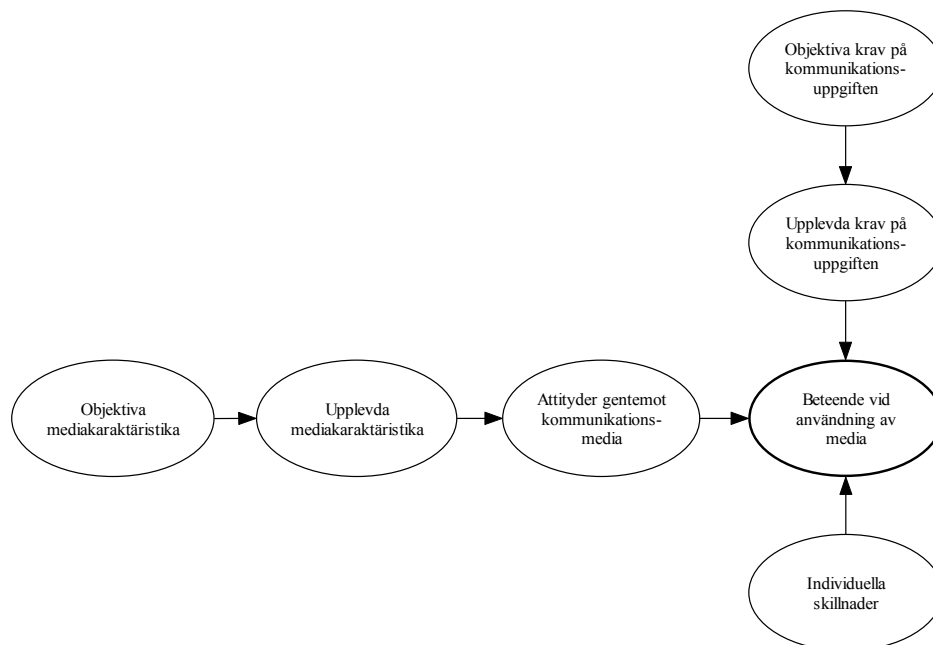 Objektiva krav på
kommunikations-
uppgiften
Upplevda krav på
kommunikations-
uppgiften
Objektiva
mediakaraktäristika
Upplevda
mediakaraktäristika
Attityder gentemot
kommunikations-
media
Beteende vid
användning av
media
Individuella
skillnader